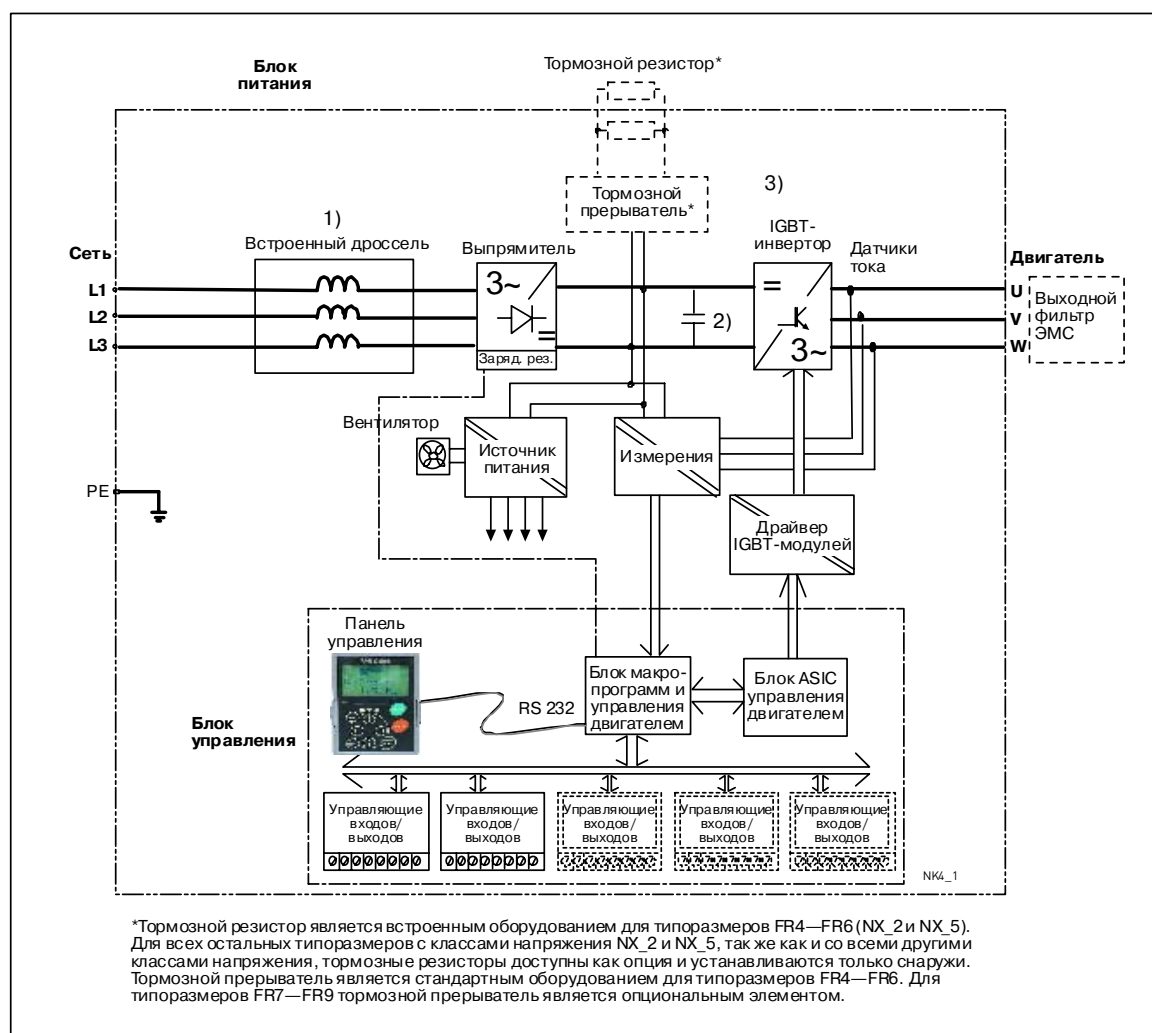 Блок
питания
Тормозной резистор*
Тормозной
прерыватель*
3)
1)
Встроенный дроссель
Выпрямитель
IGBT-
инвертор
Датчики
тока
Сеть
Двигатель
L1
L2
L3
3~
=
Заряд. рез.
2)
=
3~
U
V
W
Выходной
фильтр
ЭМС
Вентилятор
Источник
питания
Измерения
PE
Драйвер
IGBT-модулей
Панель
управления
RS 232
Блок макро-
программ и
управления
двигателем
Блок ASIC
управления
двигателем
Блок
управления
Управляющие
входов/
выходов
Управляющие
входов/
выходов
Управляющие
входов/
выходов
Управляющие
входов/
выходов
Управляющие
входов/
выходов
NK4_1
*Тормозной резистор является встроенным оборудованием для типоразмеров FR4—FR6 (NX_2 и NX_5).
Для всех остальных типоразмеров с классами напряжения NX_2 и NX_5, так же как и со всеми другими
классами напряжения, тормозные резисторы доступны как опция и устанавливаются только снаружи.
Тормозной прерыватель является стандартным оборудованием для типоразмеров FR4—FR6. Для
типоразмеров FR7—FR9 тормозной прерыватель является опциональным элементом.